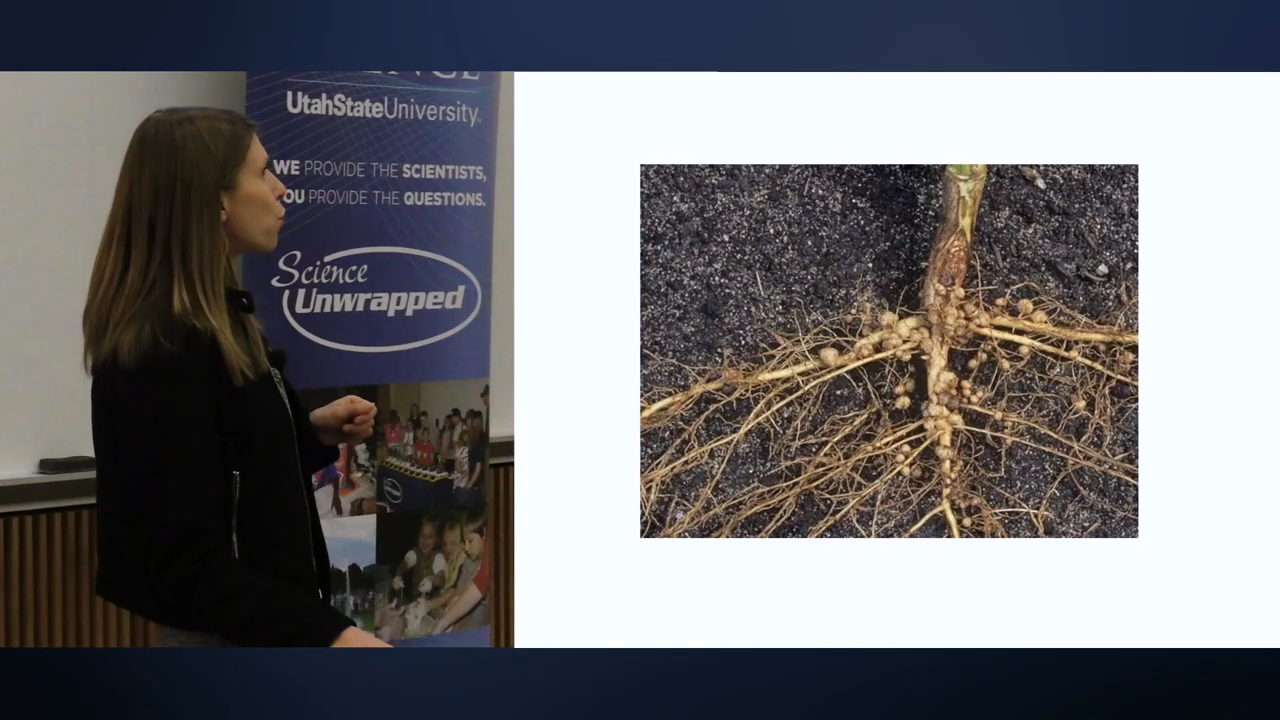 UtahStateUniversity
WE PROVIDE THE SCIENTISTS,
YOU PROVIDE THE QUESTIONS.
Science
Unwrapped